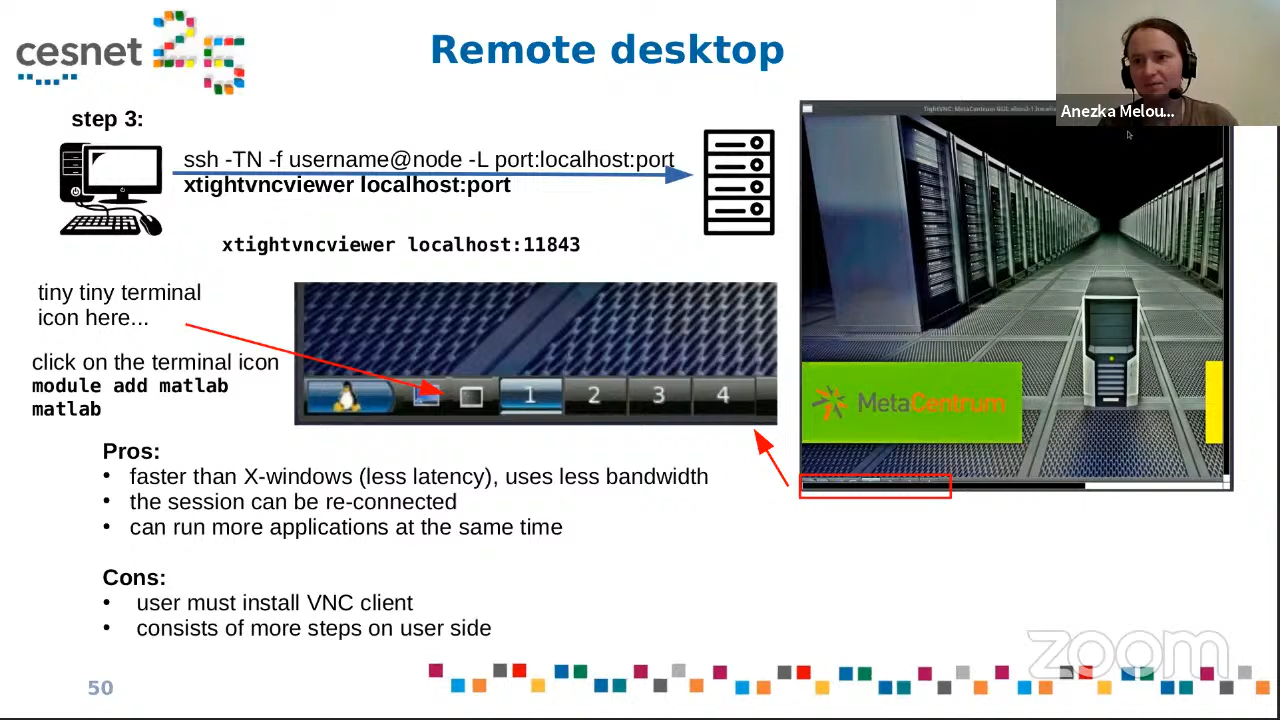 cesnet 25
Remote desktop
Anezka Melou...
step 3:
ssh -TN -f username@node -L port:localhost:port
xtightvncviewer localhost:port
xtightvncviewer localhost:11843
tiny tiny terminal
icon here...
click on the terminal icon
module add matlab
matlab
1 2 3 4
MetaCentrum
Pros:
• faster than X-windows (less latency), uses less bandwidth
• the session can be re-connected
• can run more applications at the same time
Cons:
• user must install VNC client
• consists of more steps on user side
zoom
50